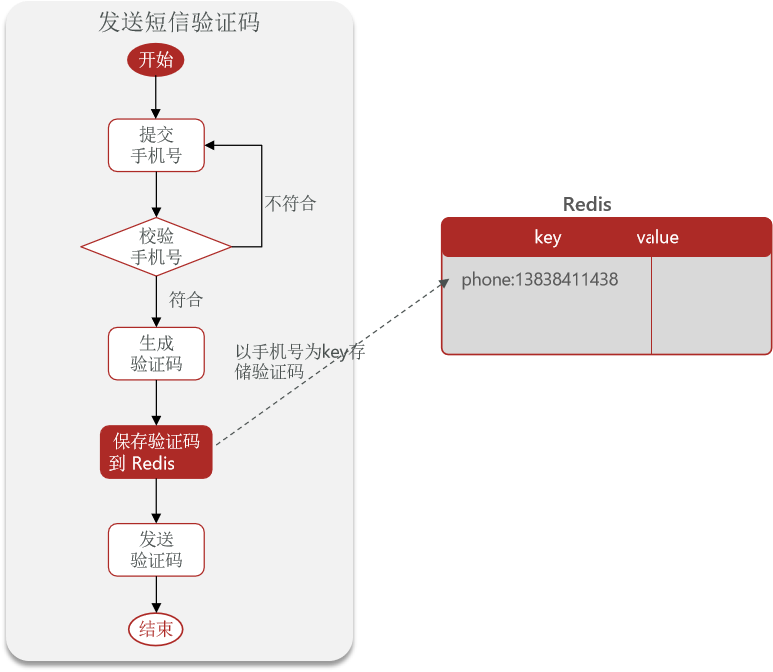 发送短信验证码
开始
提交
手机号
不符合
校验
手机号
符合
生成
验证码
以手机号为key存
储验证码
保存验证码
到 Redis
发送
验证码
结束
Redis
key value
phone:13838411438